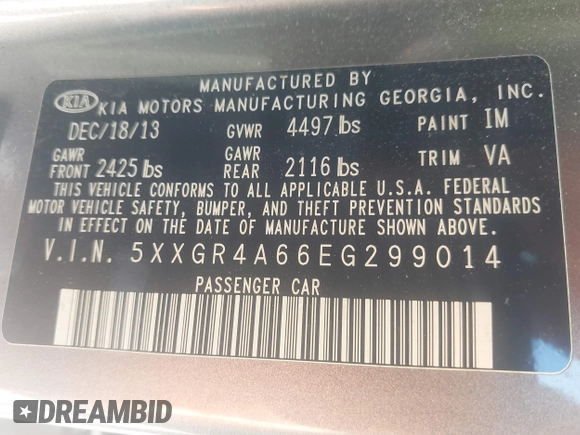 MANUFACTURED BY
KIA KIA MOTORS MANUFACTURING GEORGIA, INC.
DEC/18/13 GVWR 4497 lbs PAINT IM
GAWR FRONT 2425 lbs GAWR REAR 2116 lbs TRIM VA
THIS VEHICLE CONFORMS TO ALL APPLICABLE U.S.A. FEDERAL
MOTOR VEHICLE SAFETY, BUMPER, AND THEFT PREVENTION STANDARDS
IN EFFECT ON THE DATE OF MANUFACTURE SHOWN ABOVE.
V.I.N. 5XXGR4A66EG299014
PASSENGER CAR
DREAMBID